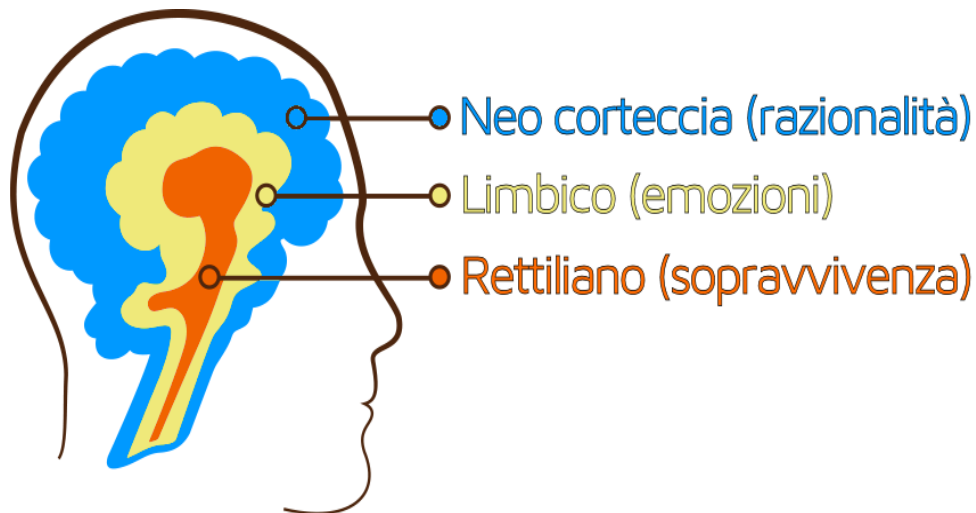 Neo corteccia (razionalità)
Limbico (emozioni)
Rettiliano (sopravvivenza)